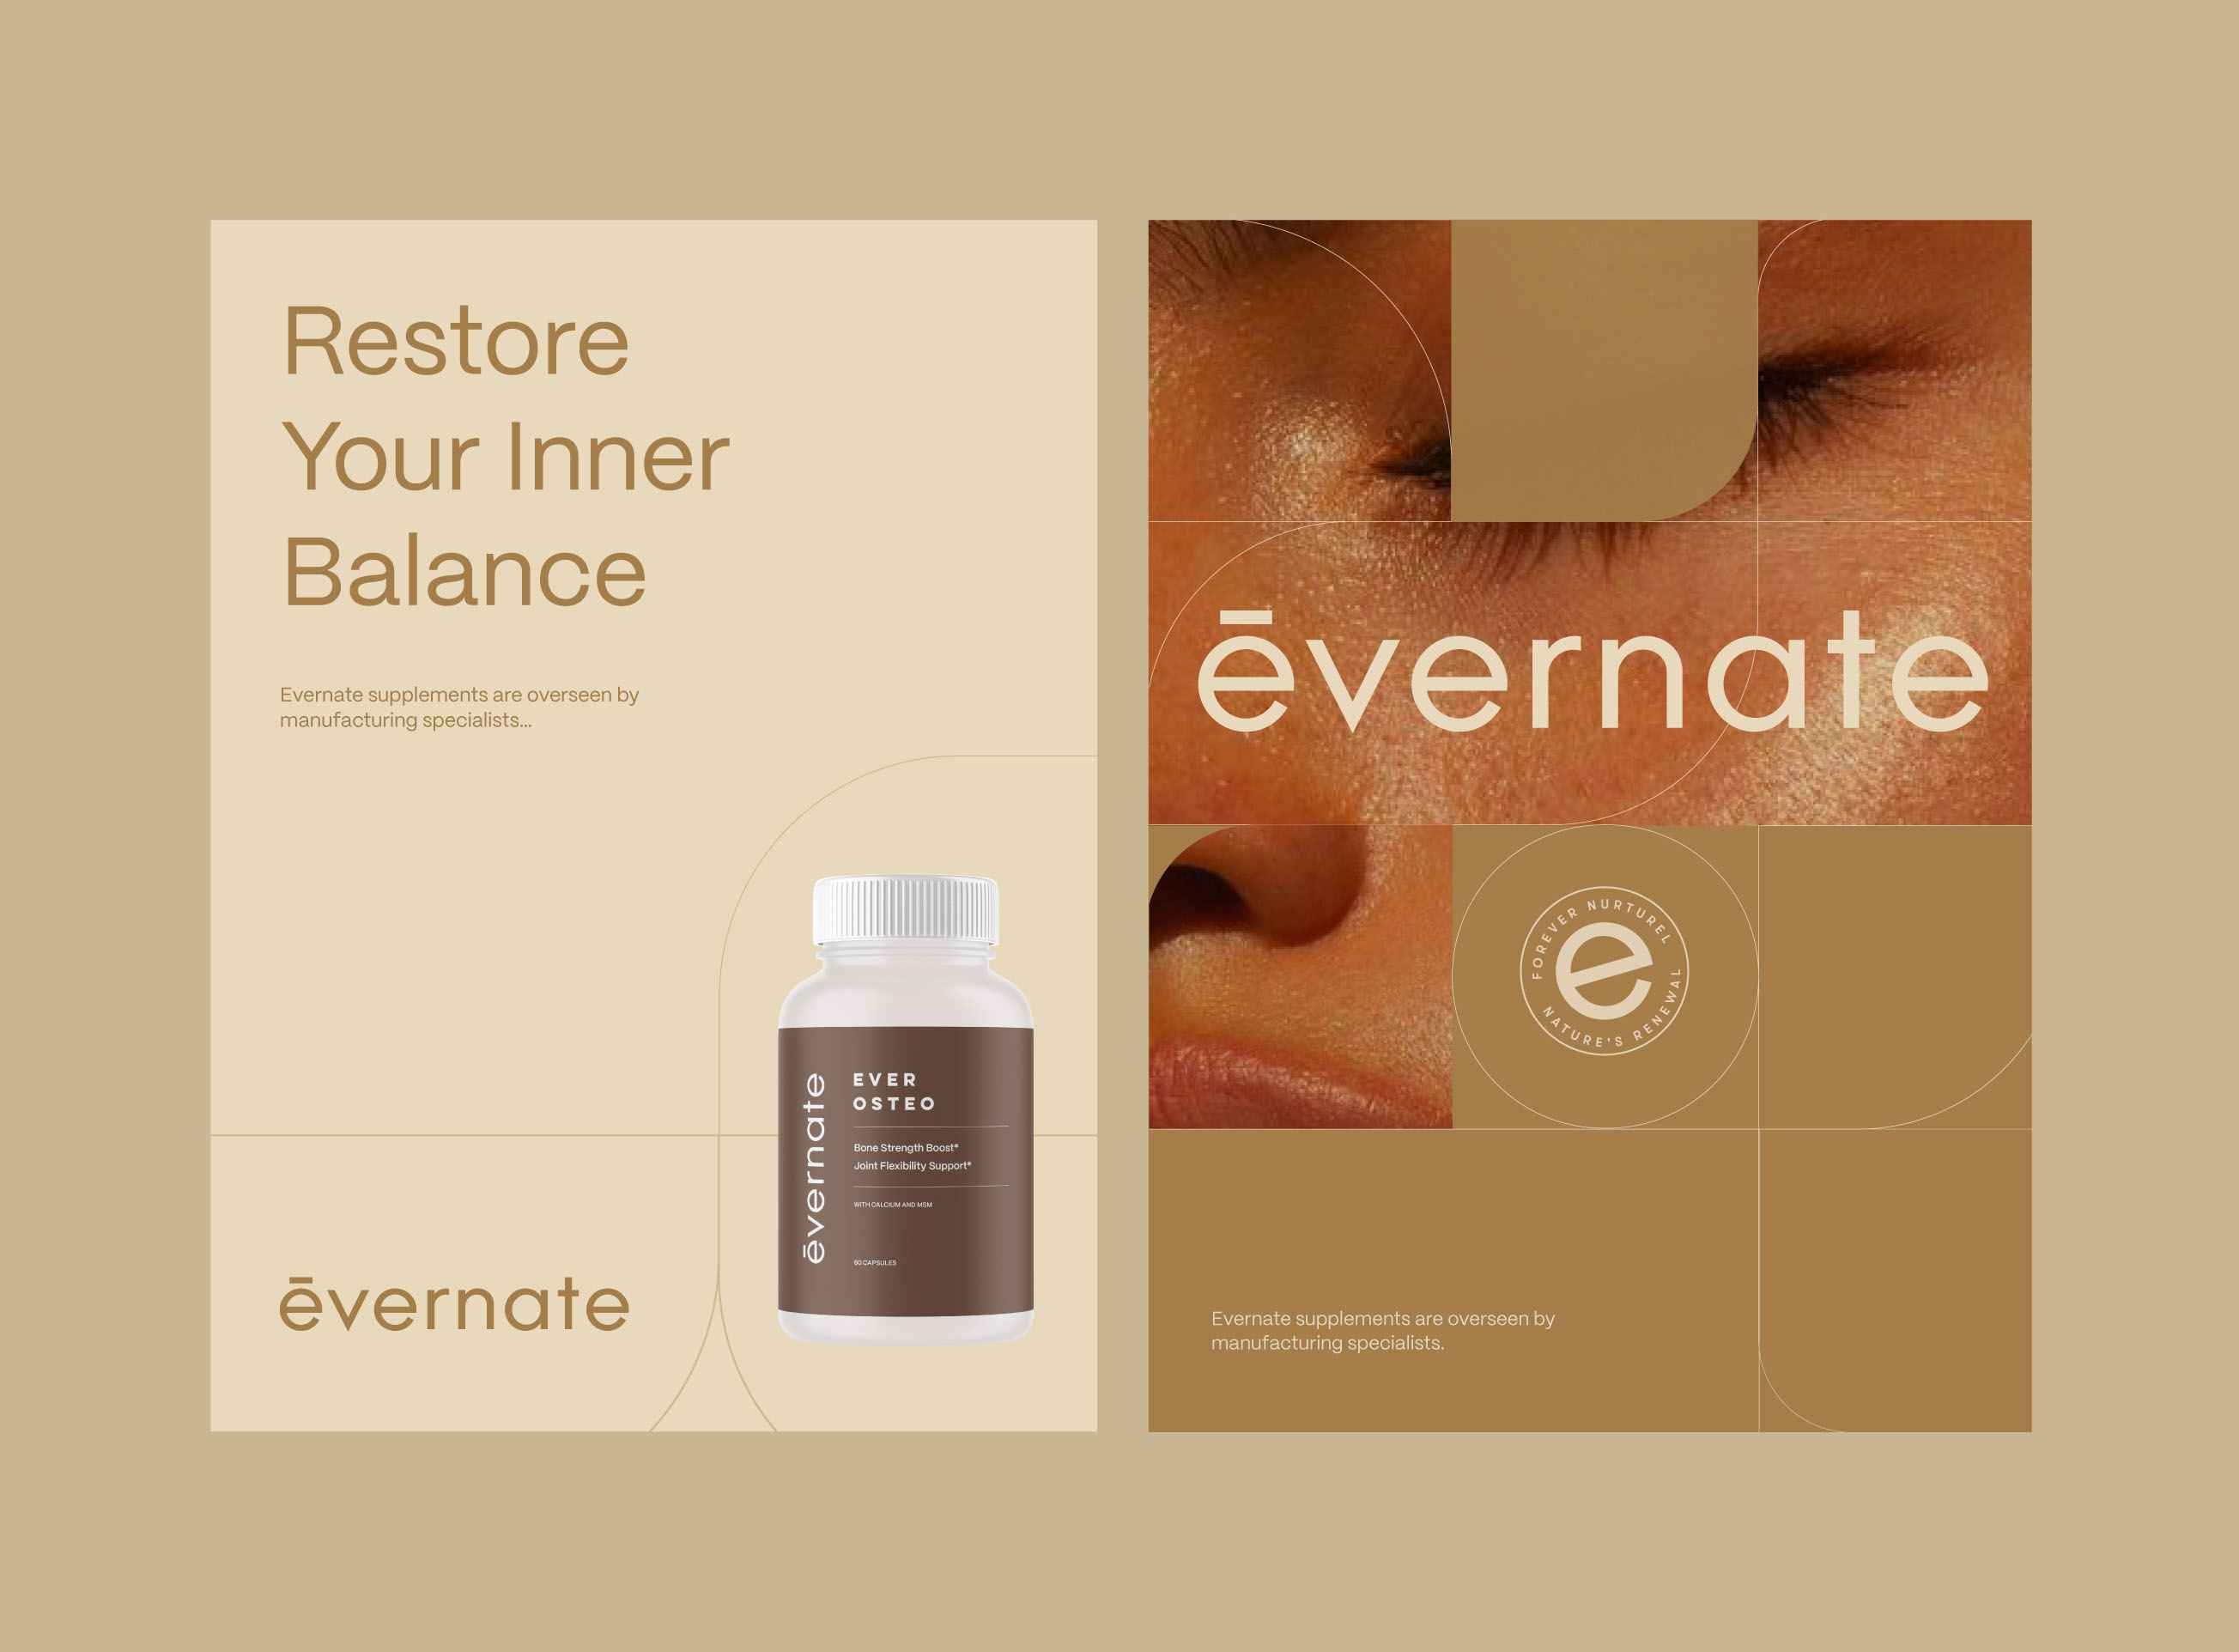 Restore
Your Inner
Balance
Evernate supplements are overseen by
manufacturing specialists...
ēvernate
ēvernate
EVER
OSTEO
Bone Strength Boost*
Joint Flexibility Support*
WITH CALCIUM AND MSM
60 CAPSULES
ēvernate
FOREVER NURTUREL
e
NATURE'S RENEWAL
Evernate supplements are overseen by
manufacturing specialists.